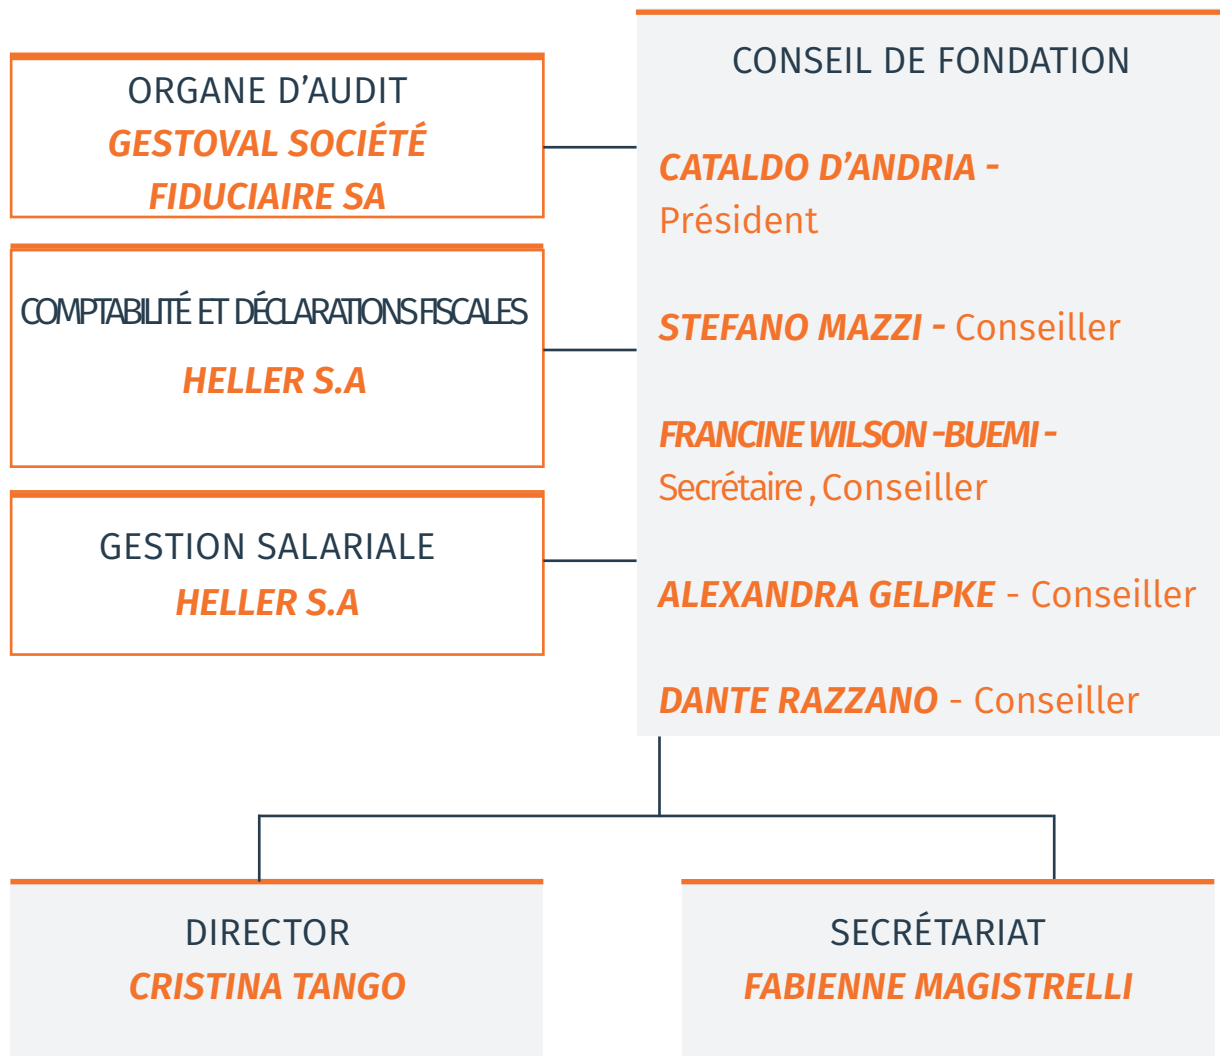 ORGANE D’AUDIT
GESTOVAL SOCIÉTÉ
FIDUCIAIRE SA
COMPTABILITÉ ET DÉCLARATIONS FISCALES
HELLER S.A
GESTION SALARIALE
HELLER S.A
CONSEIL DE FONDATION
CATALDO D’ANDRIA -
Président
STEFANO MAZZI - Conseiller
FRANCINE WILSON -BUEMI -
Secrétaire , Conseiller
ALEXANDRA GELPKE - Conseiller
DANTE RAZZANO - Conseiller
DIRECTOR
CRISTINA TANGO
SECRÉTARIAT
FABIENNE MAGISTRELLI